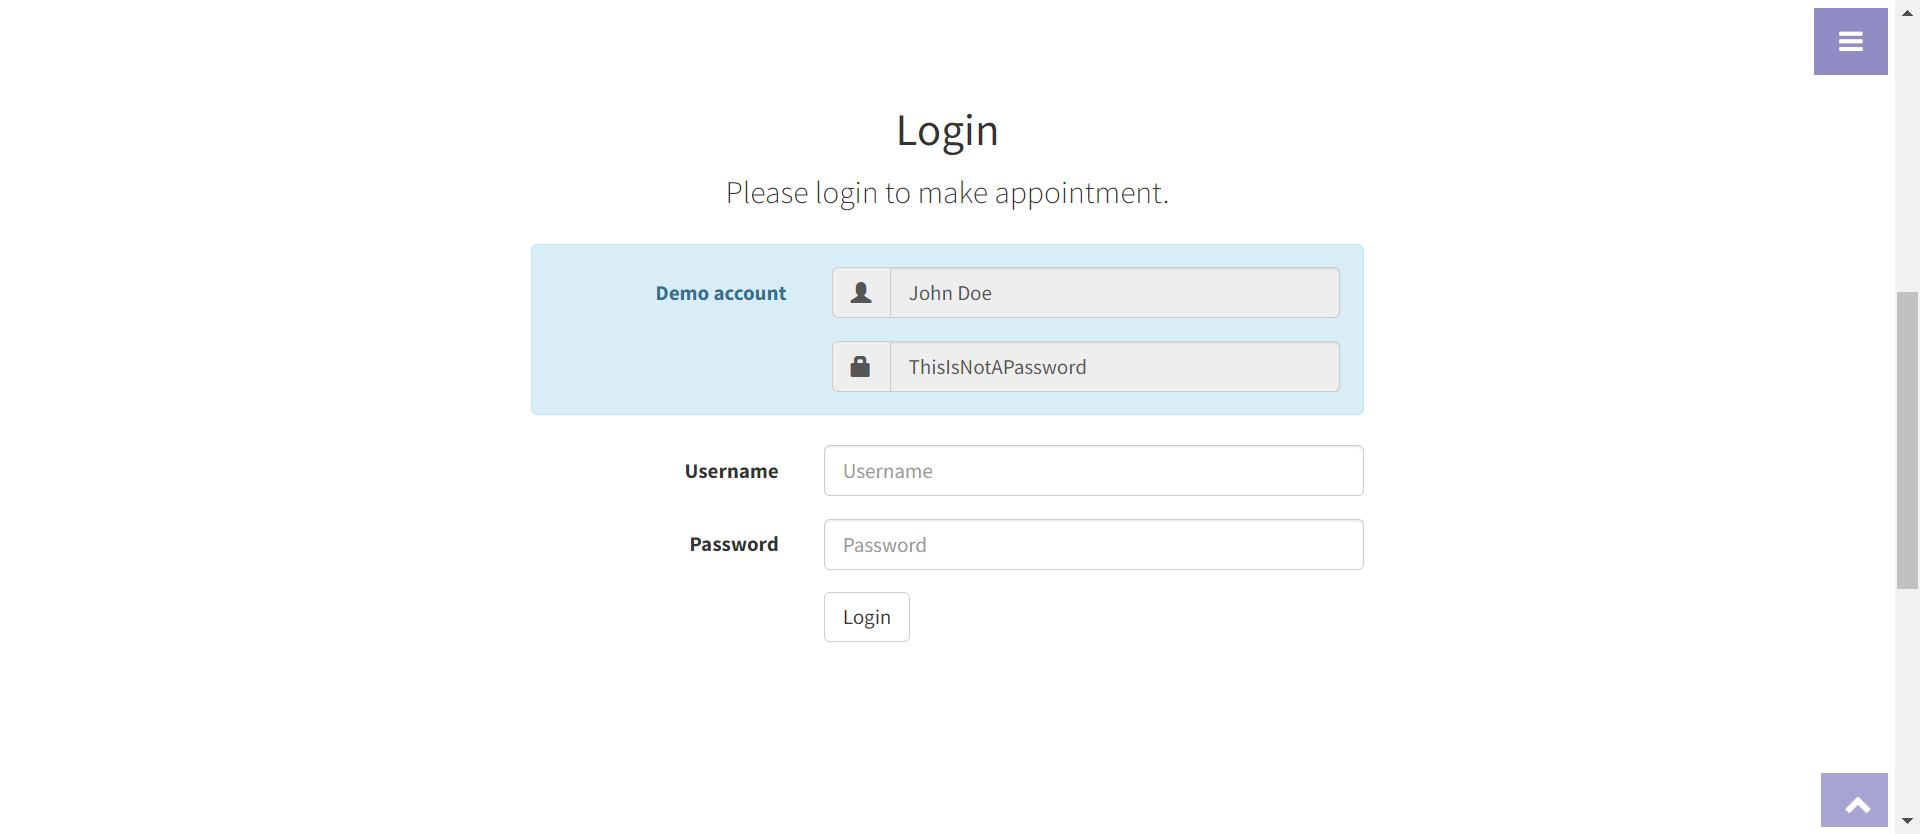 Login
Please login to make appointment.
Demo account
John Doe
ThisIsNotAPassword
Username
Username
Password
Password
Login